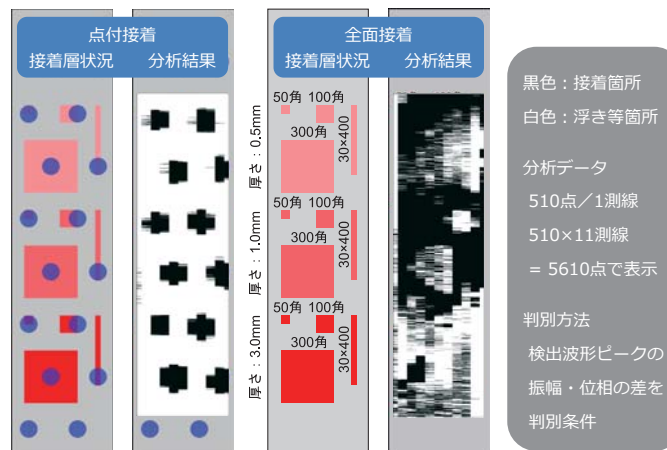 点付接着
接着層状況 分析結果
全面接着
接着層状況 分析結果
50角 100角
300角
30×400
厚さ：0.5mm
50角 100角
300角
30×400
厚さ：1.0mm
50角 100角
300角
30×400
厚さ：3.0mm
黒色：接着箇所
白色：浮き等箇所
分析データ
510点／1測線
510×11測線
= 5610点で表示
判別方法
検出波形ピークの
振幅・位相の差を
判別条件